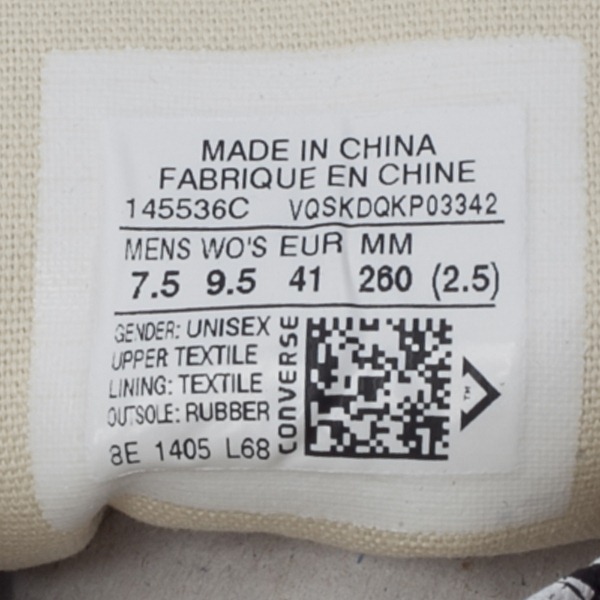 MADE IN CHINA
FABRIQUE EN CHINE
145536C VQSKDQKP03342
MENS WO'S EUR MM
7.5 9.5 41 260 (2.5)
GENDER: UNISEX
UPPER TEXTILE
LINING: TEXTILE
OUTSOLE: RUBBER
8E 1405 L68
CONVERSE
TM